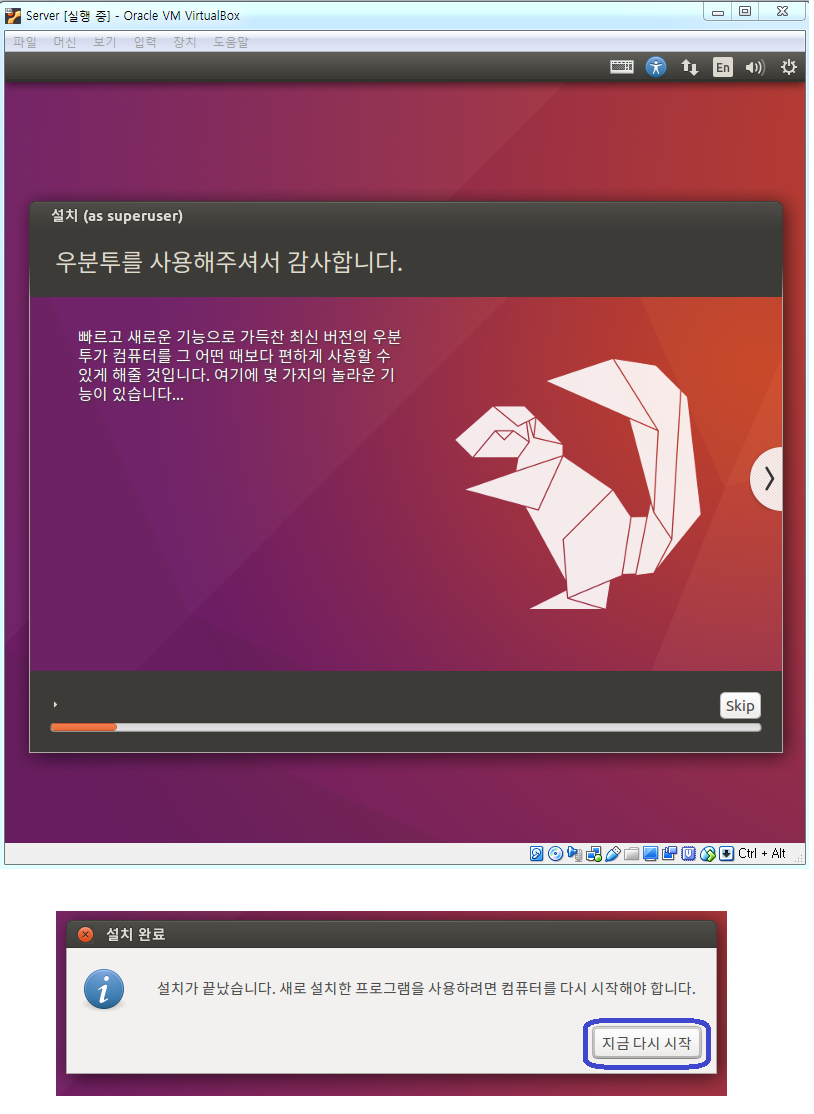 Server [실행 중] - Oracle VM VirtualBox
파일 머신 보기 입력 장치 도움말
En
설치 (as superuser)
우분투를 사용해주셔서 감사합니다.
빠르고 새로운 기능으로 가득찬 최신 버전의 우분
투가 컴퓨터를 그 어떤 때보다 편하게 사용할 수
있게 해줄 것입니다. 여기에 몇 가지의 놀라운 기
능이 있습니다...
Skip
Ctrl + Alt
설치 완료
설치가 끝났습니다. 새로 설치한 프로그램을 사용하려면 컴퓨터를 다시 시작해야 합니다.
지금 다시 시작